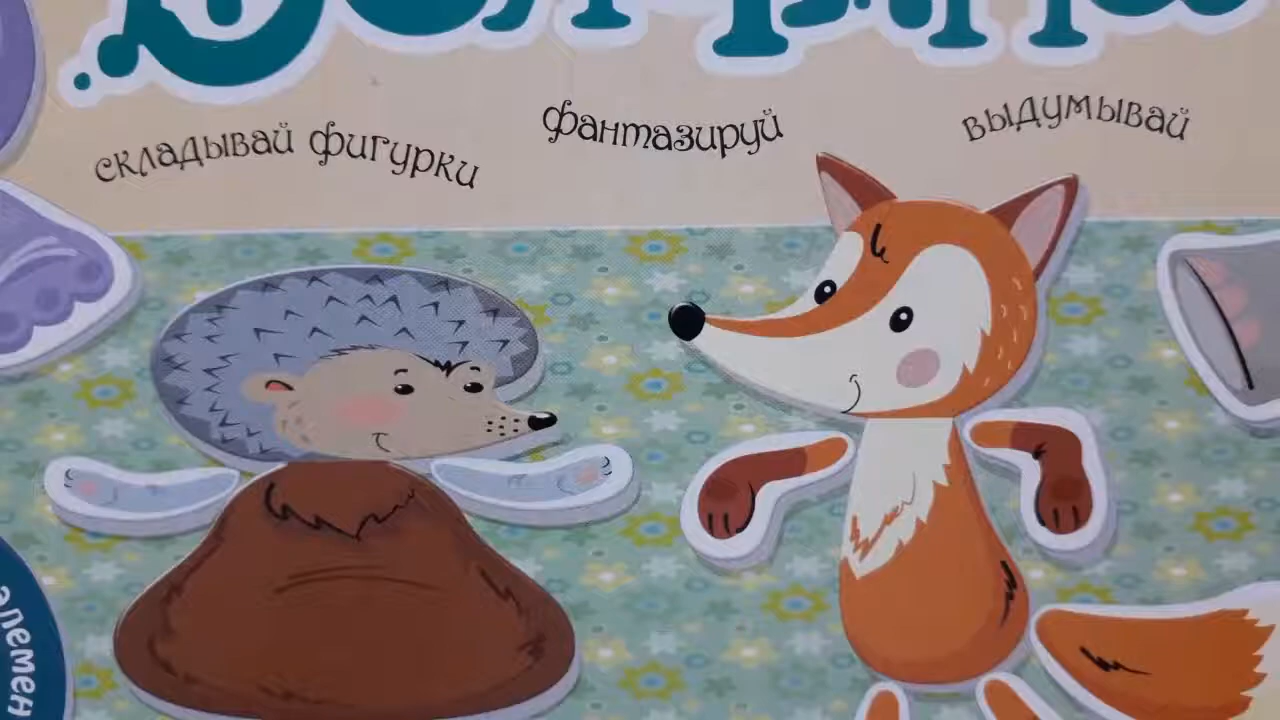 складывай фигурки
фантазируй
выдумывай